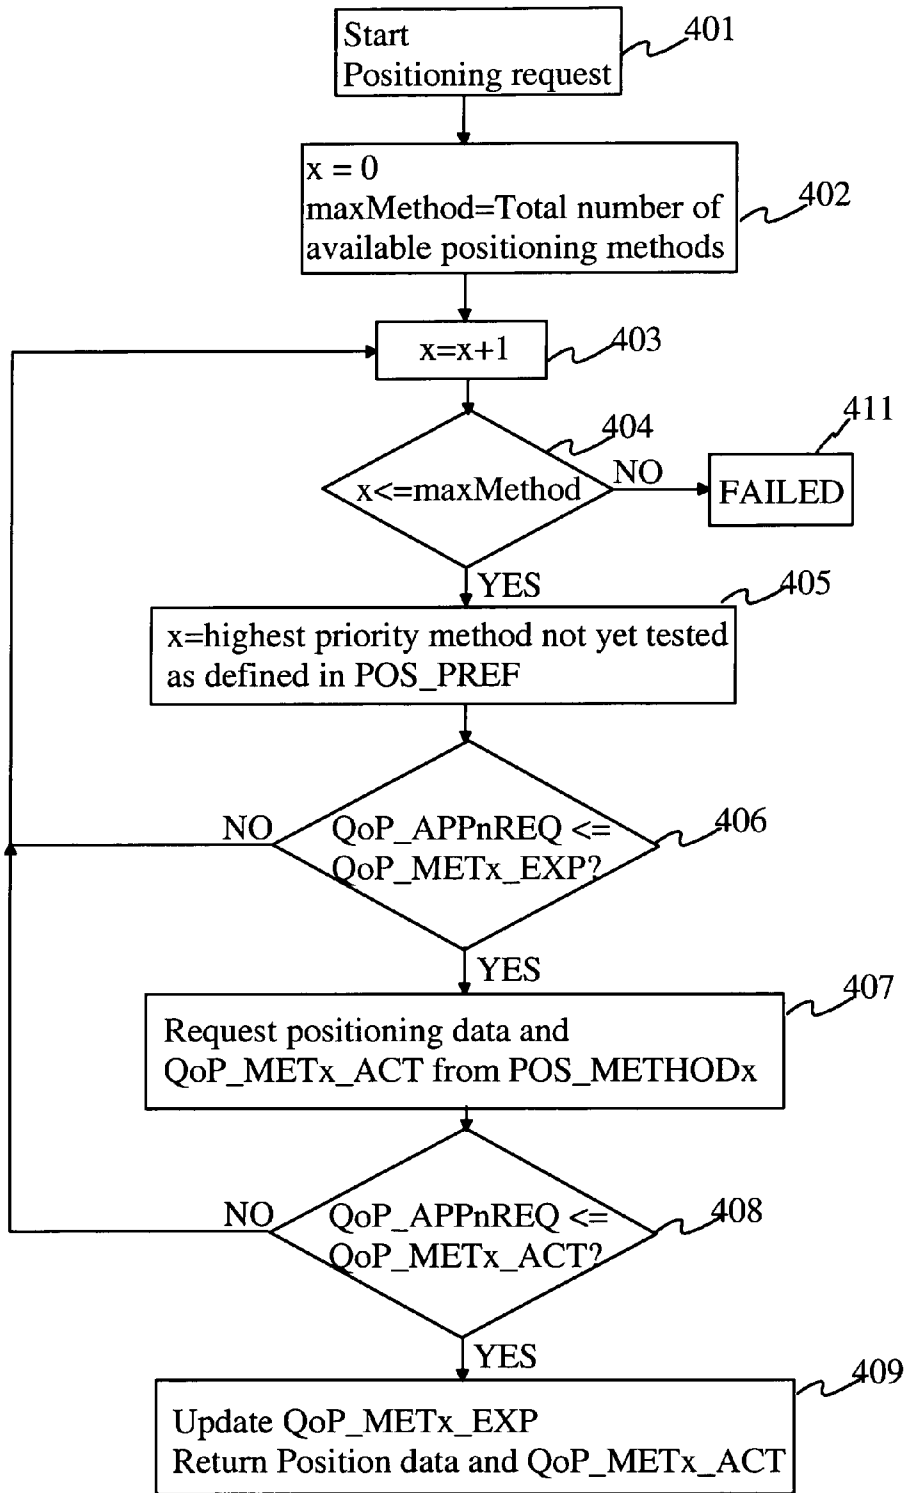 Start
Positioning request
401
x = 0
maxMethod=Total number of
available positioning methods
402
x=x+1
403
404
x<=maxMethod
NO
411
FAILED
YES
405
x=highest priority method not yet tested
as defined in POS_PREF
NO
QoP_APPnREQ <=
QoP_METx_EXP?
406
YES
407
Request positioning data and
QoP_METx_ACT from POS_METHODx
NO
QoP_APPnREQ <=
QoP_METx_ACT?
408
YES
409
Update QoP_METx_EXP
Return Position data and QoP_METx_ACT